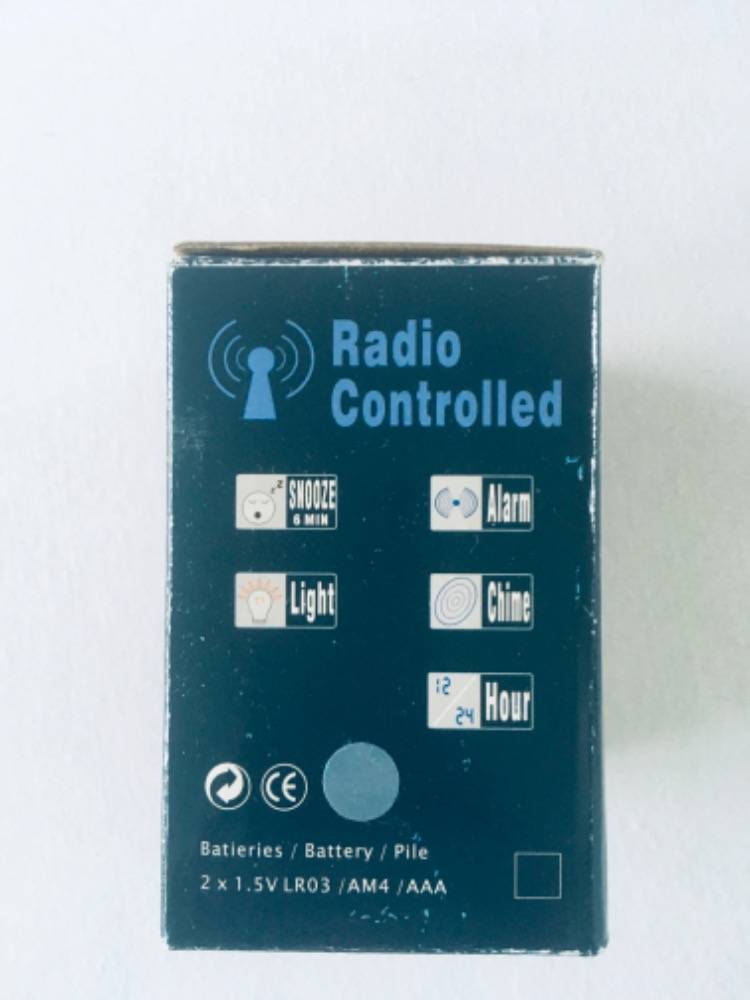 Radio
Controlled
SNOOZE
6 MIN
z z
Alarm
Light
Chime
12
24
Hour
CE
Batieries / Battery / Pile
2 x 1.5V LR03 /AM4 /AAA